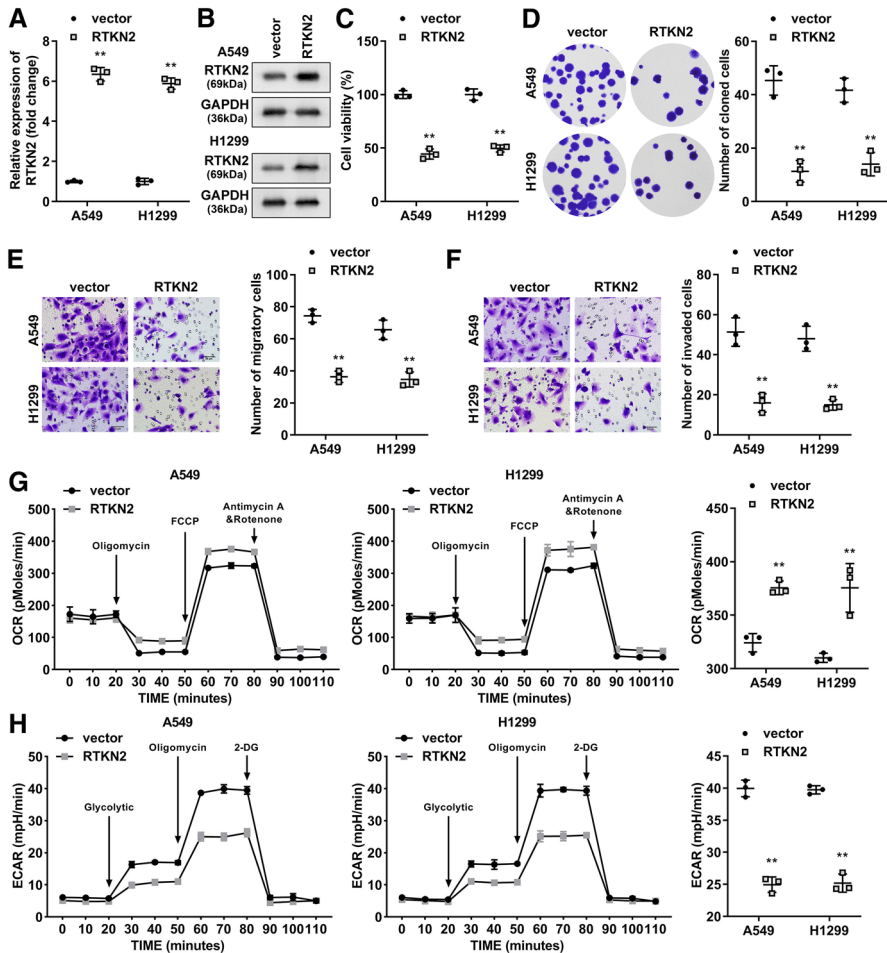 A
vector
RTKN2
Relative expression of
RTKN2 (fold change)
8
6
4
2
0
**
**
A549
H1299
B
vector
RTKN2
A549
RTKN2
(69kDa)
GAPDH
(36kDa)
H1299
RTKN2
(69kDa)
GAPDH
(36kDa)
C
vector
RTKN2
Cell viability (%)
150
100
50
0
**
**
A549
H1299
D
vector
RTKN2
A549
H1299
vector
RTKN2
Number of cloned cells
60
40
20
0
**
**
A549
H1299
E
vector
RTKN2
A549
H1299
vector
RTKN2
Number of migratory cells
100
80
60
40
20
0
**
**
A549
H1299
F
vector
RTKN2
A549
H1299
vector
RTKN2
Number of invaded cells
80
60
40
20
0
**
**
A549
H1299
G
A549
vector
RTKN2
OCR (pMoles/min)
500
400
300
200
100
0
Oligomycin
FCCP
Antimycin A
&Rotenone
0 10 20 30 40 50 60 70 80 90 100 110
TIME (minutes)
H1299
vector
RTKN2
OCR (pMoles/min)
500
400
300
200
100
0
Oligomycin
FCCP
Antimycin A
&Rotenone
0 10 20 30 40 50 60 70 80 90 100 110
TIME (minutes)
vector
RTKN2
OCR (pMoles/min)
450
400
350
300
**
**
A549
H1299
H
A549
vector
RTKN2
ECAR (mpH/min)
50
40
30
20
10
0
Glycolytic
Oligomycin
2-DG
0 10 20 30 40 50 60 70 80 90 100 110
TIME (minutes)
H1299
vector
RTKN2
ECAR (mpH/min)
50
40
30
20
10
0
Glycolytic
Oligomycin
2-DG
0 10 20 30 40 50 60 70 80 90 100 110
TIME (minutes)
vector
RTKN2
ECAR (mpH/min)
45
40
35
30
25
20
**
**
A549
H1299